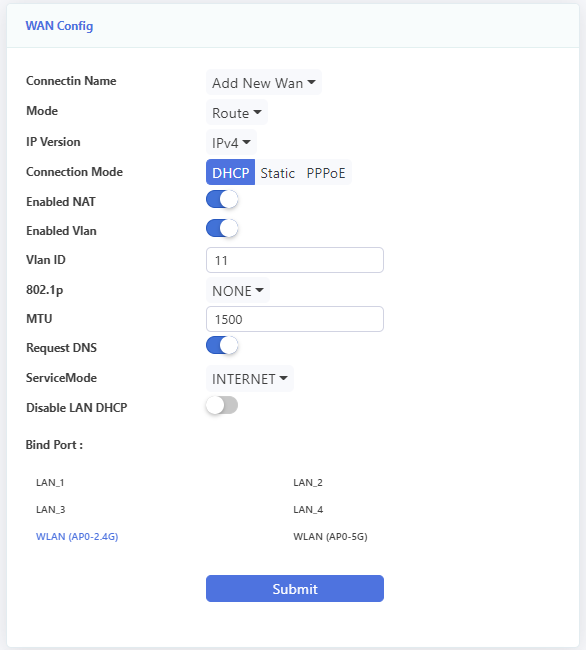 WAN Config
Connectin Name Add New Wan
Mode Route
IP Version IPv4
Connection Mode DHCP Static PPPoE
Enabled NAT
Enabled Vlan
Vlan ID 11
802.1p NONE
MTU 1500
Request DNS
ServiceMode INTERNET
Disable LAN DHCP
Bind Port :
LAN_1 LAN_2
LAN_3 LAN_4
WLAN (AP0-2.4G) WLAN (AP0-5G)
Submit